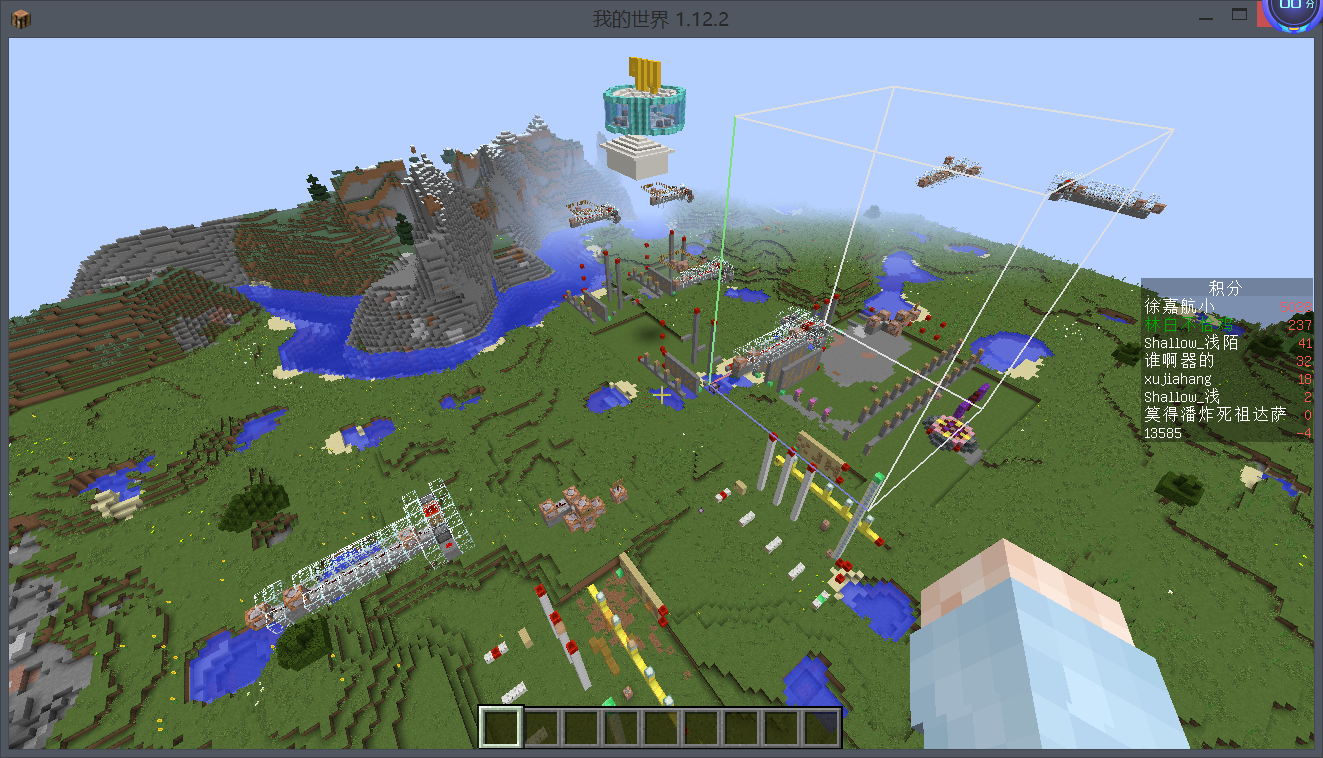 我的世界 1.12.2
00 分
积分
徐嘉航小
237
Shallow_浅陌 41
谁啊器的 32
xujiahang 18
Shallow_浅 2
莫得潘炸死祖达萨 0
13585 -4